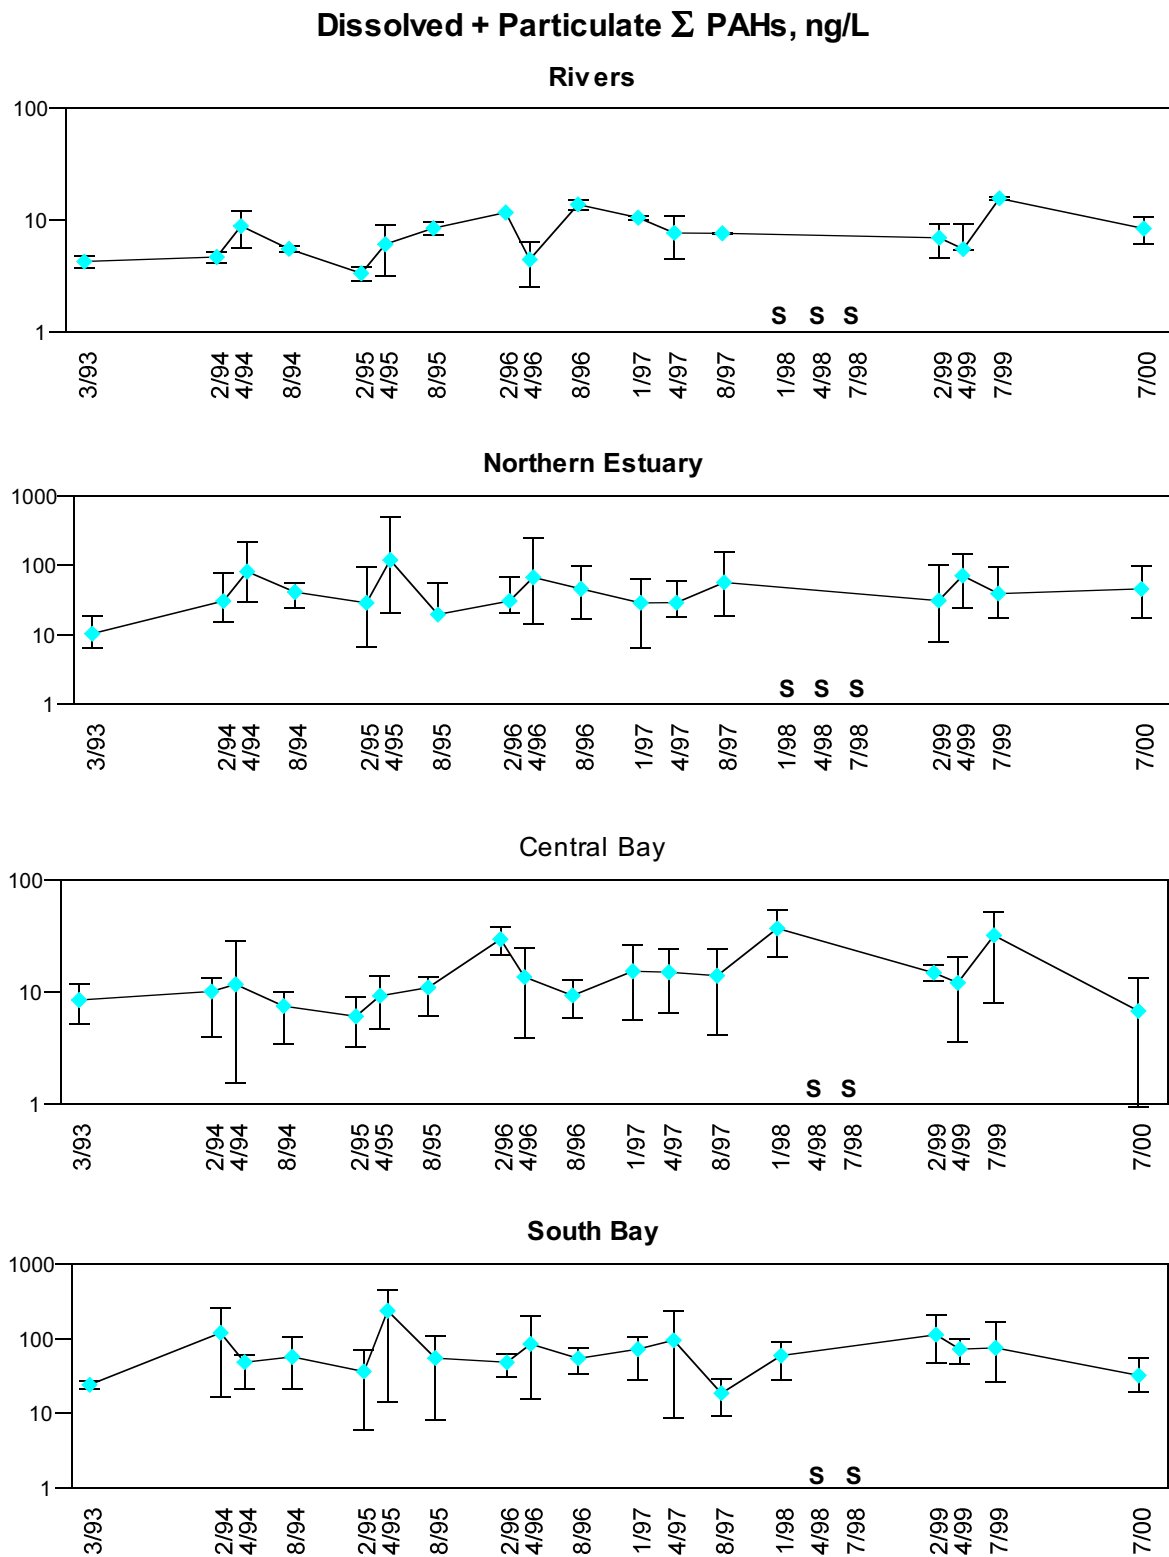 Dissolved + Particulate Σ PAHs, ng/L
Rivers
100
10
1
S S S
3/93 2/94 4/94 8/94 2/95 4/95 8/95 2/96 4/96 8/96 1/97 4/97 8/97 1/98 4/98 7/98 2/99 4/99 7/99 7/00
Northern Estuary
1000
100
10
1
S S S
3/93 2/94 4/94 8/94 2/95 4/95 8/95 2/96 4/96 8/96 1/97 4/97 8/97 1/98 4/98 7/98 2/99 4/99 7/99 7/00
Central Bay
100
10
1
S S
3/93 2/94 4/94 8/94 2/95 4/95 8/95 2/96 4/96 8/96 1/97 4/97 8/97 1/98 4/98 7/98 2/99 4/99 7/99 7/00
South Bay
1000
100
10
1
S S
3/93 2/94 4/94 8/94 2/95 4/95 8/95 2/96 4/96 8/96 1/97 4/97 8/97 1/98 4/98 7/98 2/99 4/99 7/99 7/00